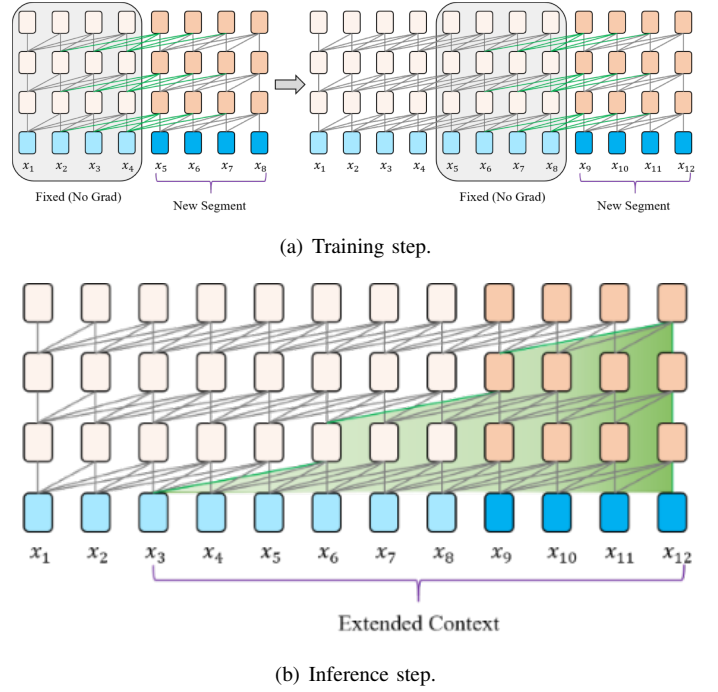 x₁ x₂ x₃ x₄ x₅ x₆ x₇ x₈ x₁ x₂ x₃ x₄ x₅ x₆ x₇ x₈ x₉ x₁₀ x₁₁ x₁₂
Fixed (No Grad) New Segment Fixed (No Grad) New Segment
(a) Training step.
x₁ x₂ x₃ x₄ x₅ x₆ x₇ x₈ x₉ x₁₀ x₁₁ x₁₂
Extended Context
(b) Inference step.